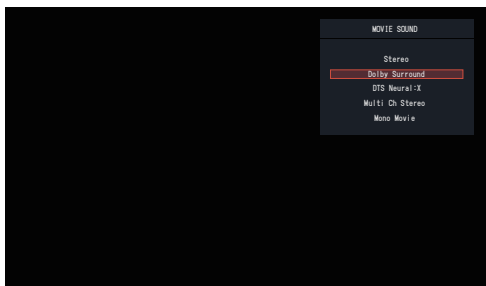 MOVIE SOUND
Stereo
Dolby Surround
DTS Neural:X
Multi Ch Stereo
Mono Movie